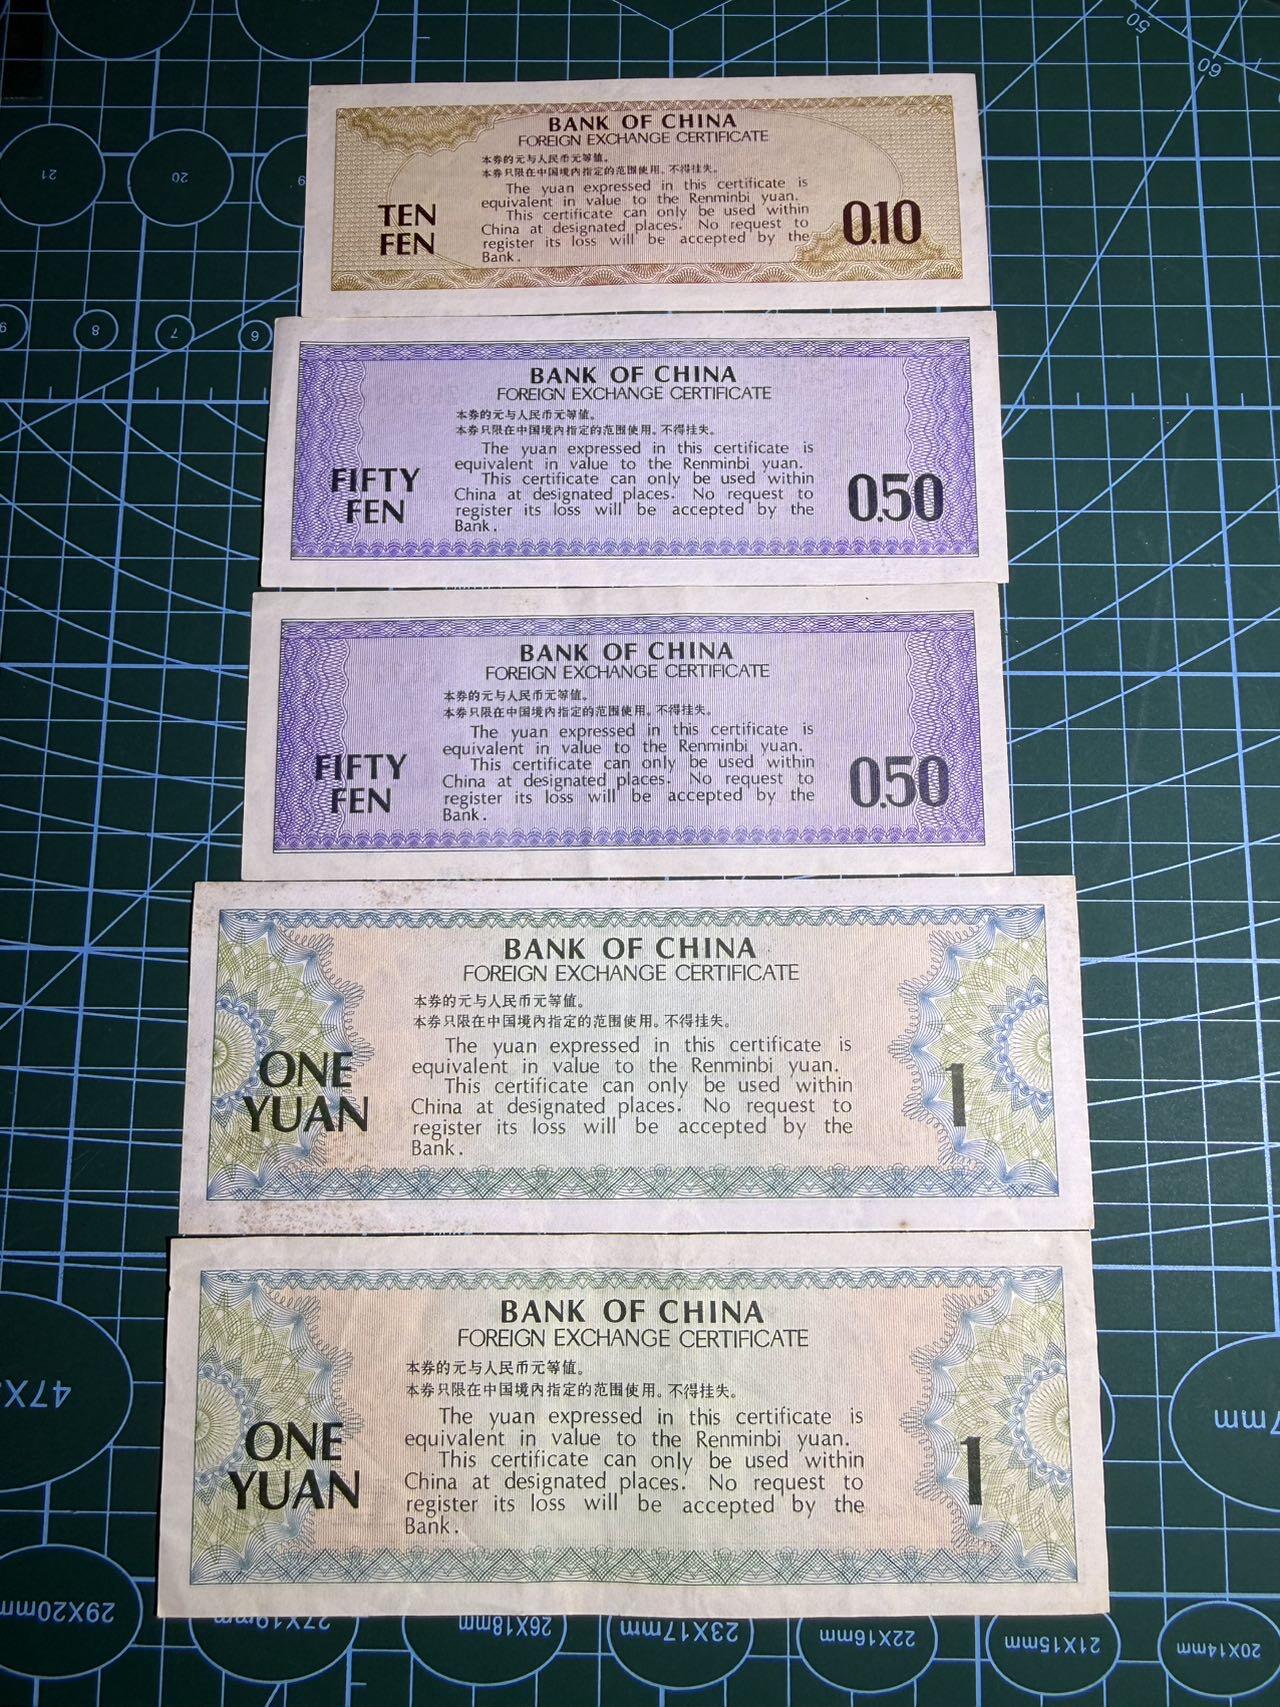 50
60
21
20
BANK OF CHINA
FOREIGN EXCHANGE CERTIFICATE
本券的元与人民币元等值。
本券只限在中国境内指定的范围使用。不得挂失。
The yuan expressed in this certificate is
equivalent in value to the Renminbi yuan.
This certificate can only be used within
China at designated places. No request to
register its loss will be accepted by the
Bank.
TEN
FEN
0.10
9
8
7
6
BANK OF CHINA
FOREIGN EXCHANGE CERTIFICATE
本券的元与人民币元等值。
本券只限在中国境内指定的范围使用。不得挂失。
The yuan expressed in this certificate is
equivalent in value to the Renminbi yuan.
This certificate can only be used within
China at designated places. No request to
register its loss will be accepted by the
Bank.
FIFTY
FEN
0.50
BANK OF CHINA
FOREIGN EXCHANGE CERTIFICATE
本券的元与人民币元等值。
本券只限在中国境内指定的范围使用。不得挂失。
The yuan expressed in this certificate is
equivalent in value to the Renminbi yuan.
This certificate can only be used within
China at designated places. No request to
register its loss will be accepted by the
Bank.
FIFTY
FEN
0.50
BANK OF CHINA
FOREIGN EXCHANGE CERTIFICATE
本券的元与人民币元等值。
本券只限在中国境内指定的范围使用。不得挂失。
The yuan expressed in this certificate is
equivalent in value to the Renminbi yuan.
This certificate can only be used within
China at designated places. No request to
register its loss will be accepted by the
Bank.
ONE
YUAN
1
BANK OF CHINA
FOREIGN EXCHANGE CERTIFICATE
本券的元与人民币元等值。
本券只限在中国境内指定的范围使用。不得挂失。
The yuan expressed in this certificate is
equivalent in value to the Renminbi yuan.
This certificate can only be used within
China at designated places. No request to
register its loss will be accepted by the
Bank.
ONE
YUAN
1
29X20mm
27X19mm
26X18mm
23X17mm
22X16mm
21X15mm
20X14mm